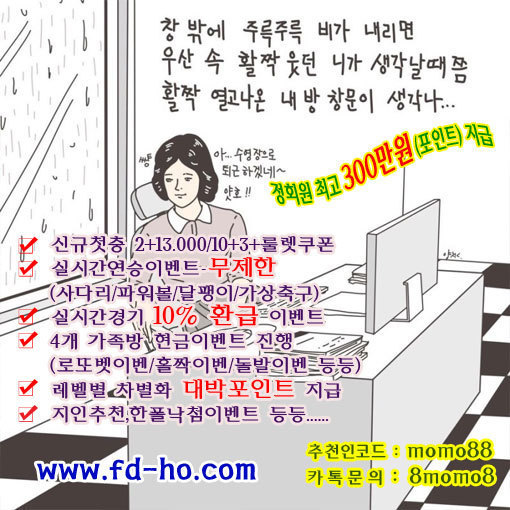 창 밖에 주륵주륵 비가 내리면
우산 속 활짝 웃던 니가 생각날때쯤
활짝 열고나온 내 방 창문이 생각나...
씨잉
아... 수영장으로
퇴근 하겠네~
얏호!!
정회원 최고 300만원(포인트) 지급
신규첫충 2+13.000/10+3+룰렛쿠폰
실시간연승이벤트-무제한
(사다리/파워볼/달팽이/가상축구)
실시간경기 10% 환급 이벤트
4개 가족방 현금이벤트 진행
(로또벳이벤/홀짝이벤/돌발이벤 등등)
레벨별 차별화 대박포인트 지급
지인추천,한폴낙첨이벤트 등등......
추천인코드 : momo88
카톡문의 : 8momo8
www.fd-ho.com